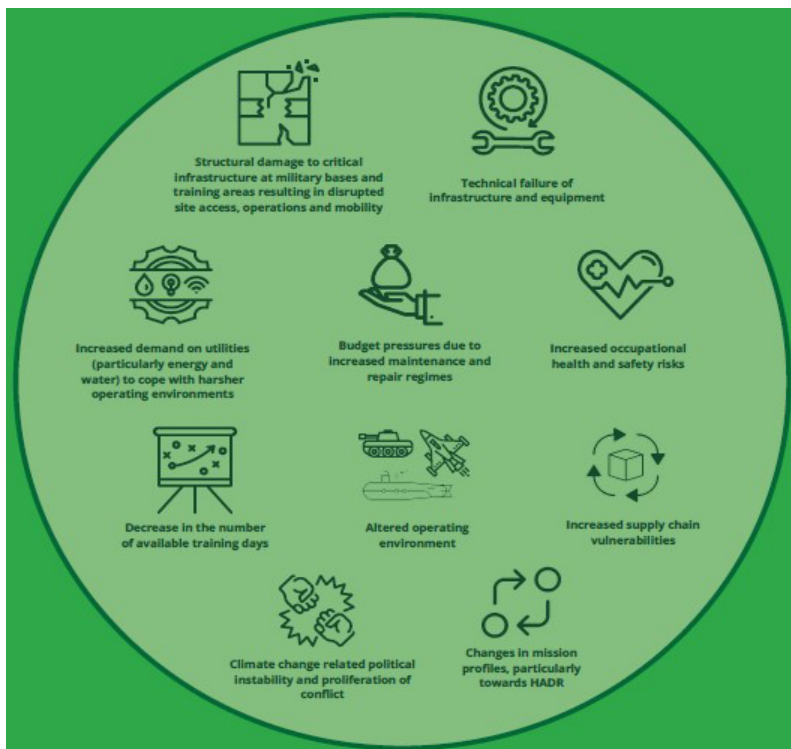 Structural damage to critical
infrastructure at military bases and
training areas resulting in disrupted
site access, operations and mobility
Technical failure of
infrastructure and equipment
Increased demand on utilities
(particularly energy and
water) to cope with harsher
operating environments
Budget pressures due to
increased maintenance and
repair regimes
Increased occupational
health and safety risks
Decrease in the number
of available training days
Altered operating
environment
Increased supply chain
vulnerabilities
Climate change related political
instability and proliferation of
conflict
Changes in mission
profiles, particularly
towards HADR